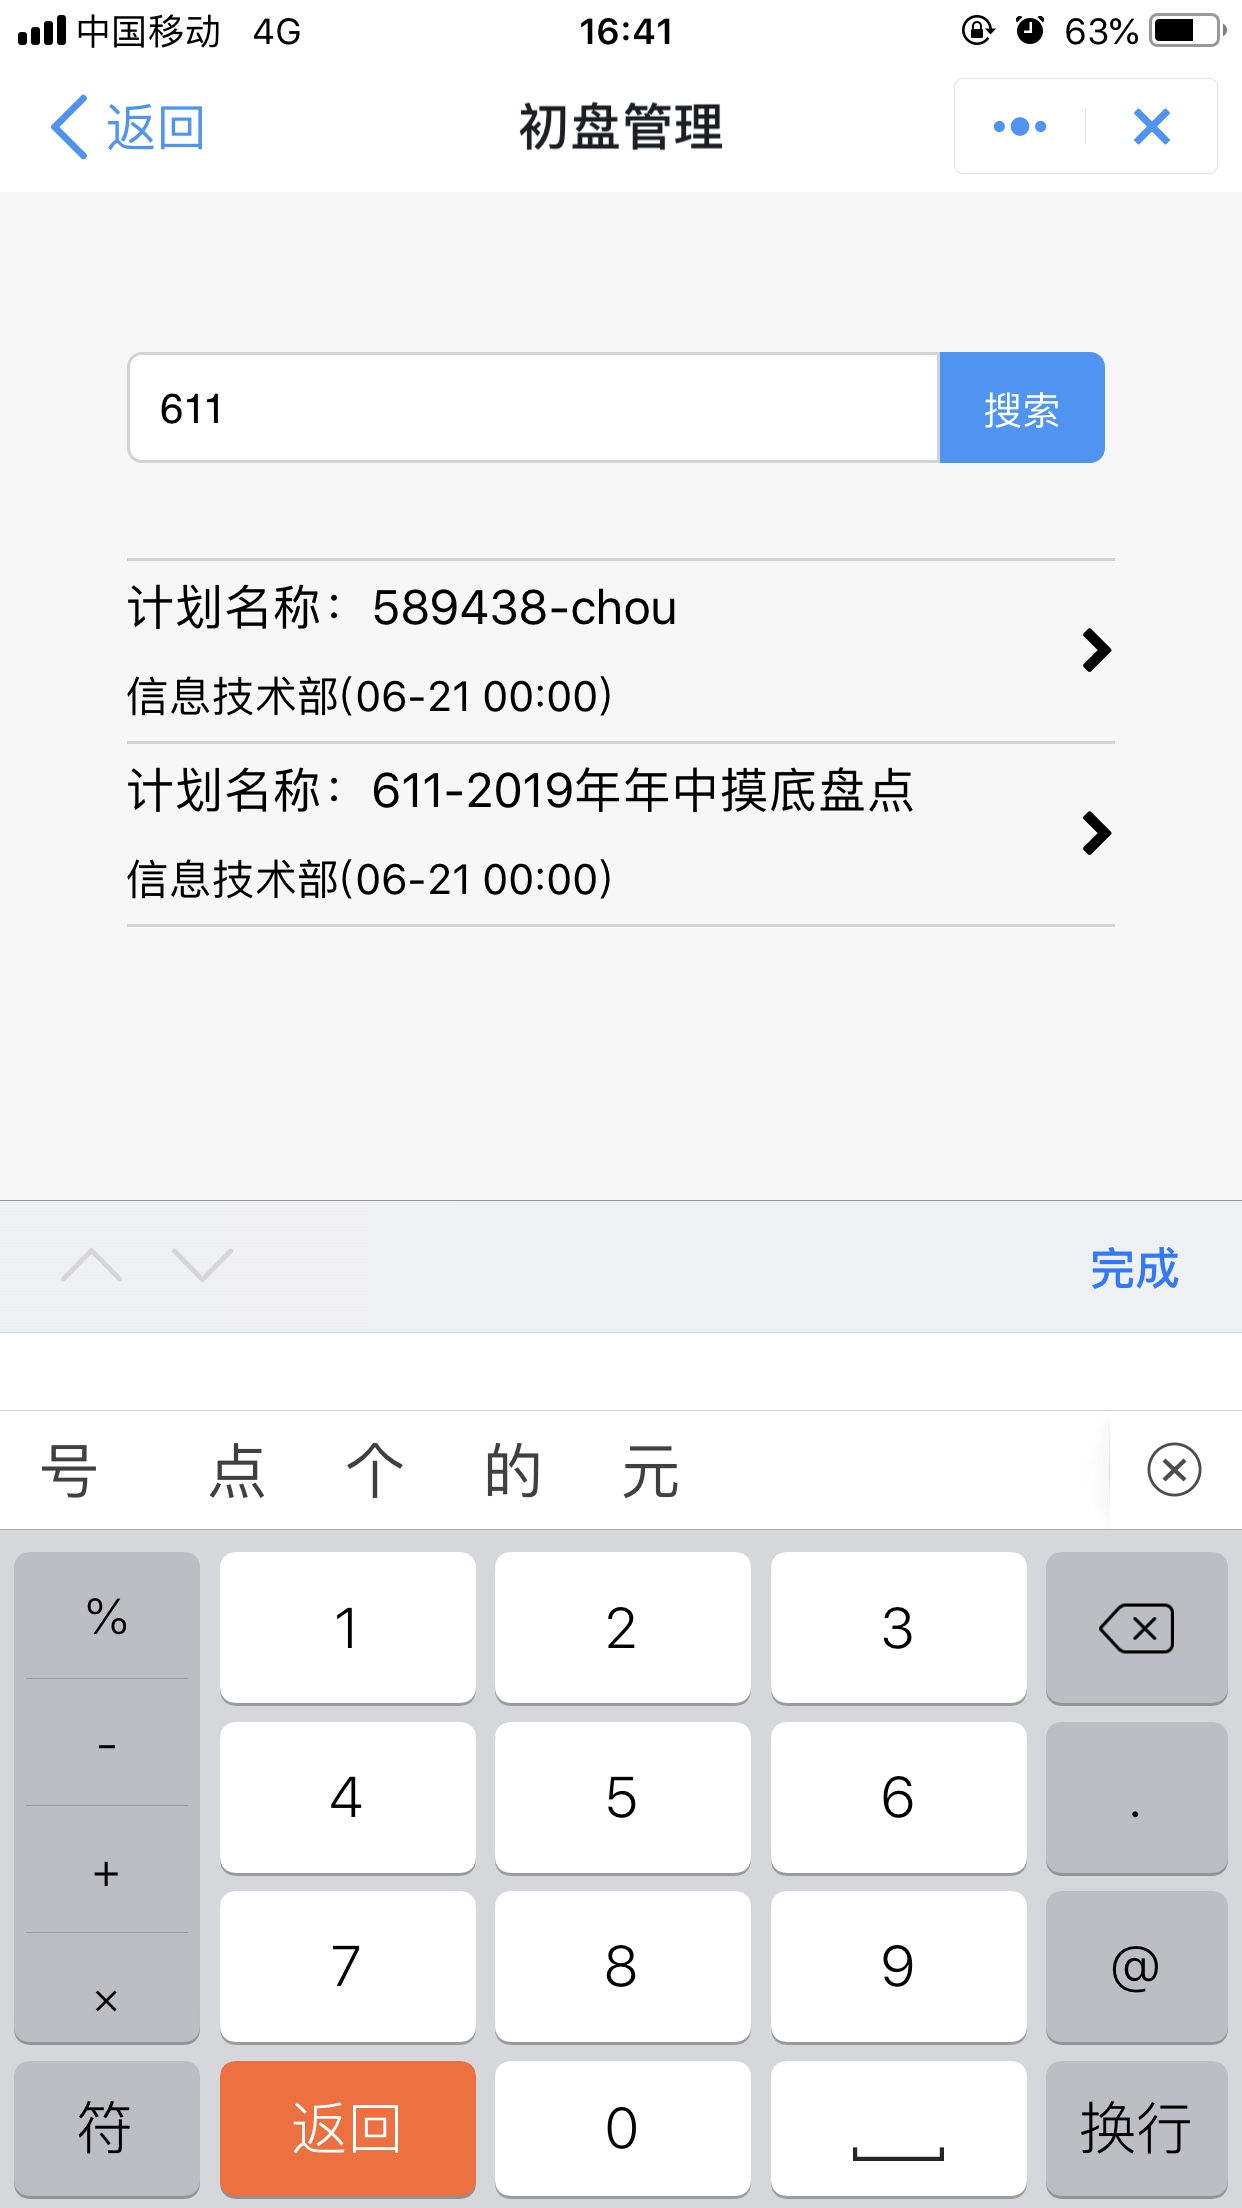 中国移动 4G 16:41 63%
返回 初盘管理
611 搜索
计划名称：589438-chou
信息技术部(06-21 00:00)
计划名称：611-2019年年中摸底盘点
信息技术部(06-21 00:00)
完成
号 点 个 的 元
% 1 2 3
- 4 5 6 .
+ 7 8 9 @
×
符 返回 0 换行